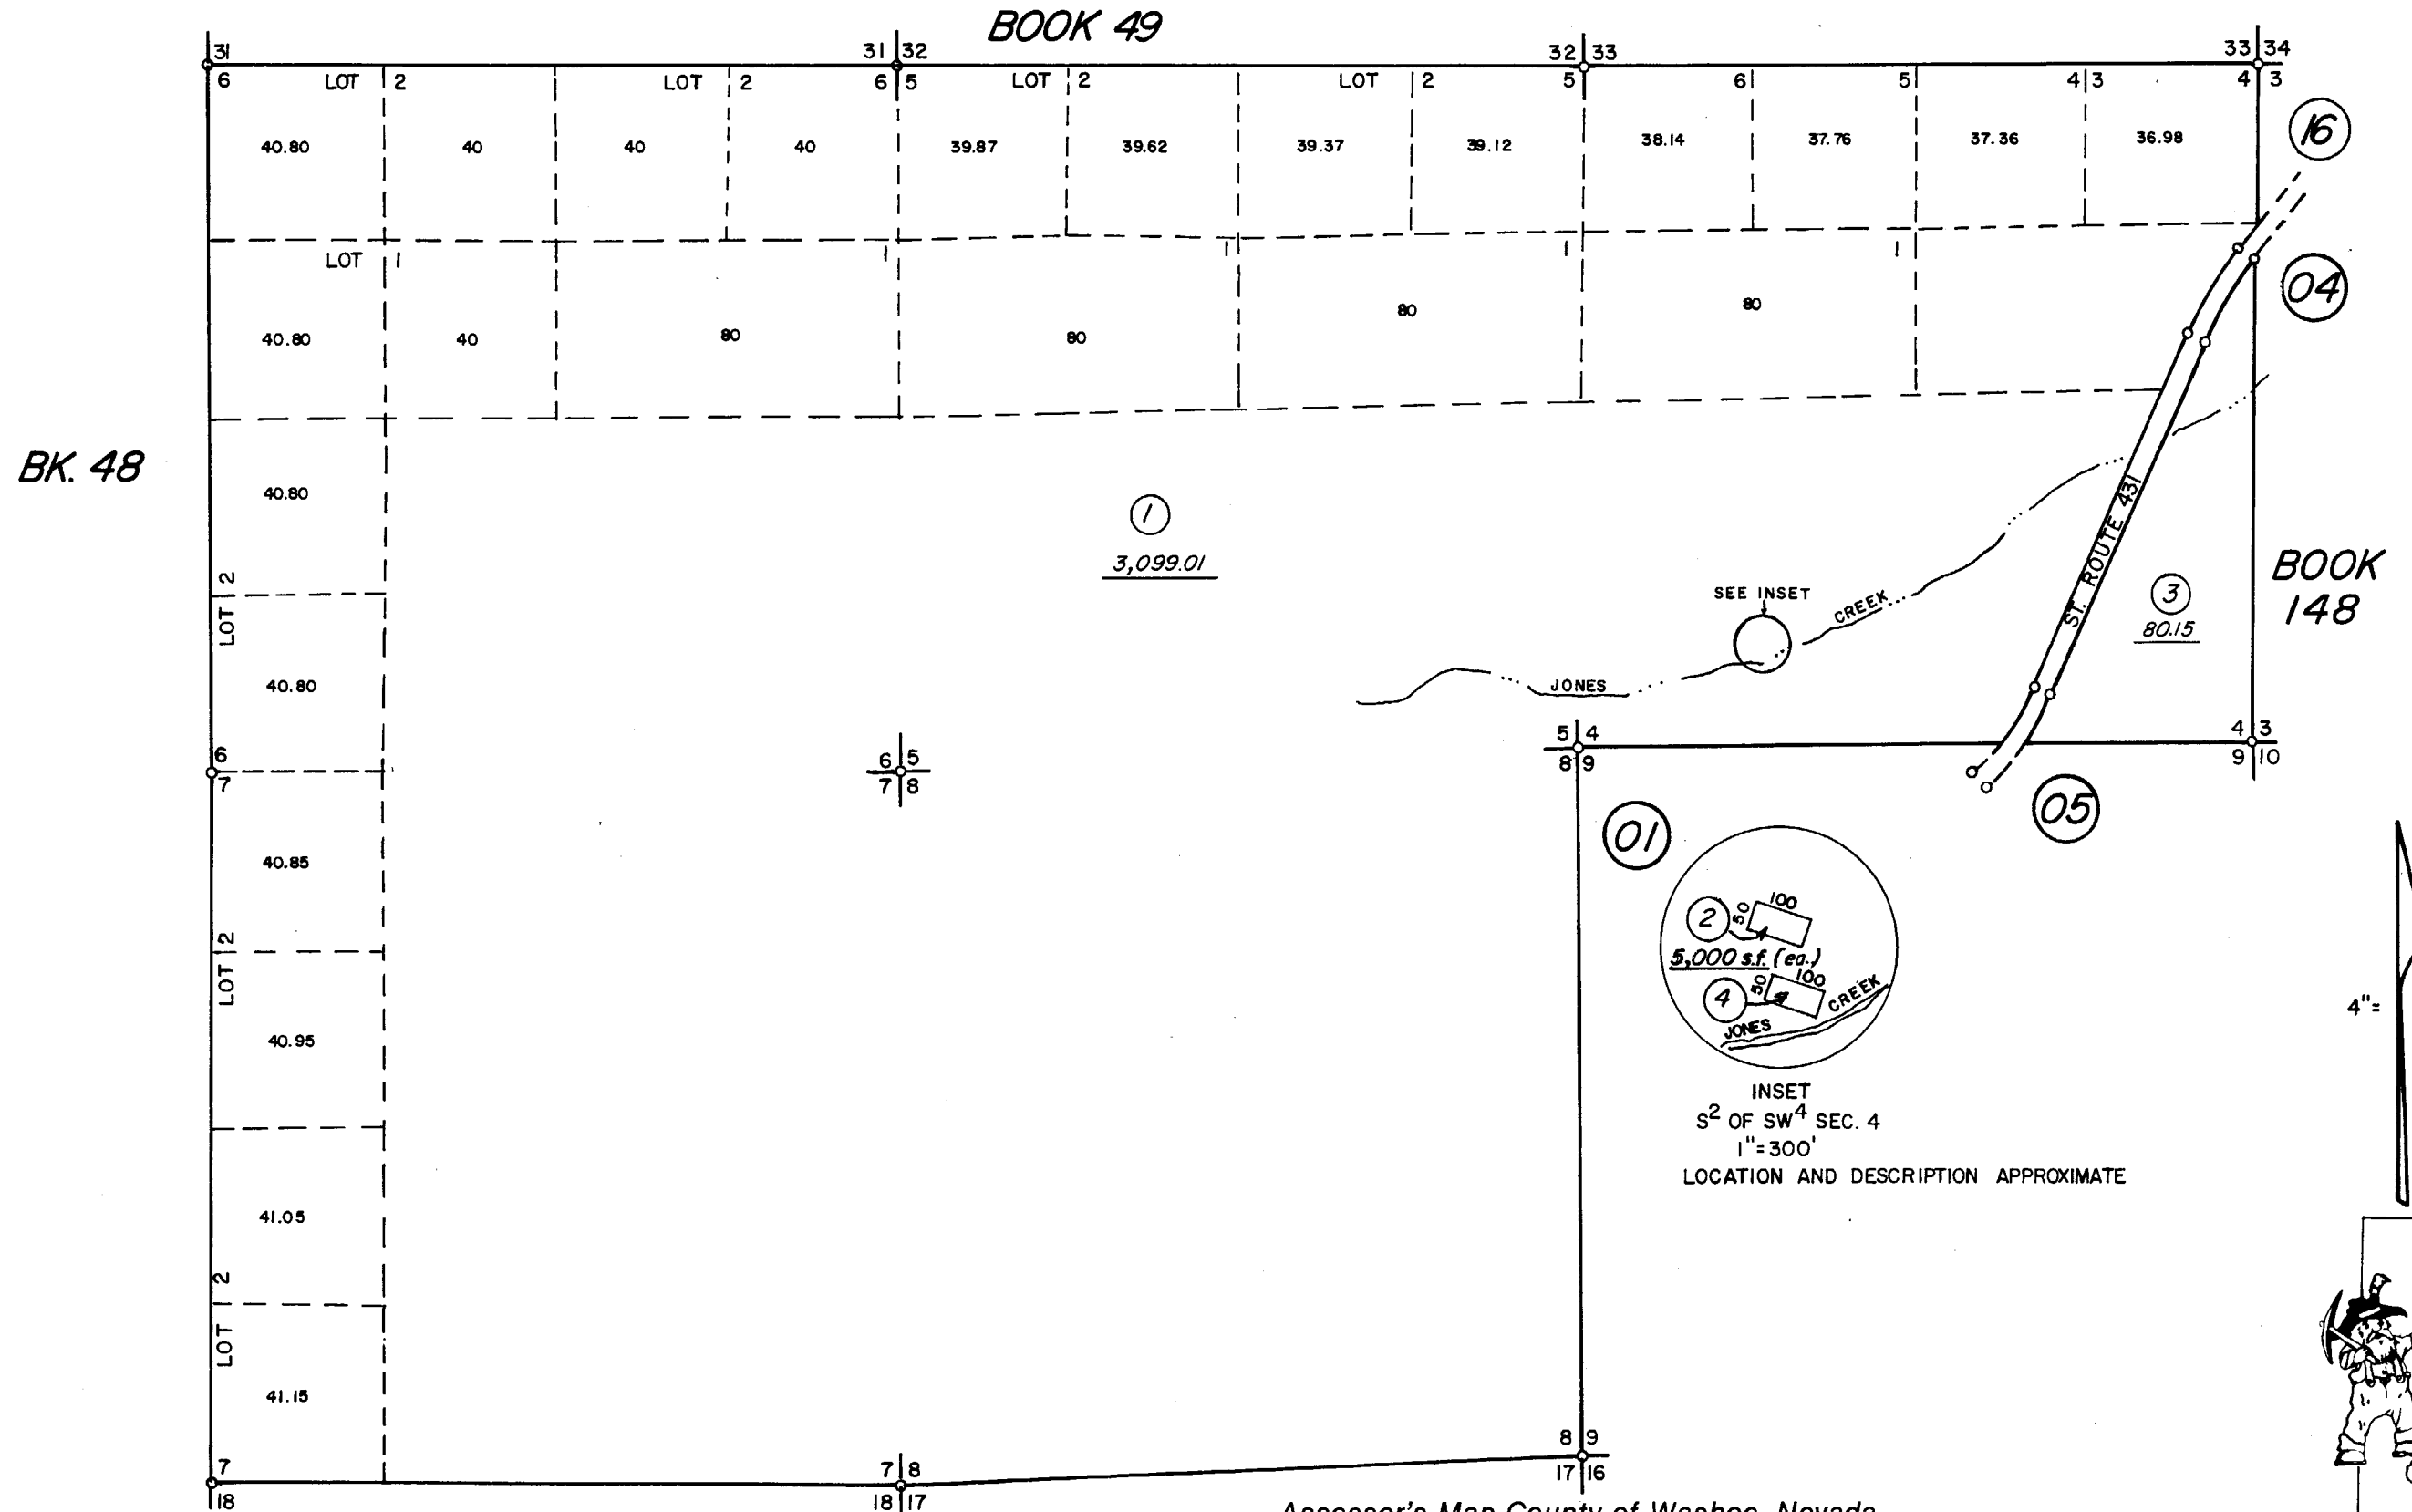 BOOK 49
31
31 32
32 33
33 34
6 LOT 2 LOT 2 6 5 LOT 2 LOT 2 5 6 5 4 3 4 3
16
40.80 40 40 40 39.87 39.62 39.37 39.12 38.14 37.76 37.36 36.98
LOT 1 1 1 1 1
04
40.80 40 80 80 80 80
BK. 48
40.80
1
3,099.01
ST. ROUTE 431
BOOK
148
3
80.15
SEE INSET
JONES CREEK
LOT 2
40.80
6
7
6 5
7 8
5 4
8 9
4 3
9 10
05
01
40.85
2
50
100
5,000 s.f. (ea.)
4
50
100
JONES CREEK
LOT 2
4"=
40.95
INSET
S2 OF SW4 SEC. 4
1"=300'
LOCATION AND DESCRIPTION APPROXIMATE
41.05
LOT 2
41.15
7
18
7 8
18 17
8 9
17 16
Assessor's Map County of Washoe, Nevada